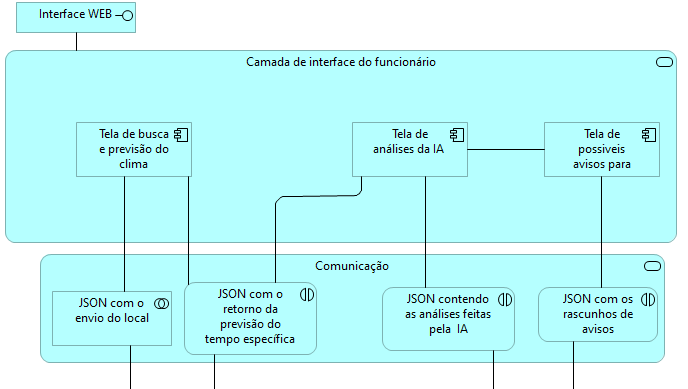 Interface WEB
Camada de interface do funcionário
Tela de busca
e previsão do
clima
Tela de
análises da IA
Tela de
possiveis
avisos para
Comunicação
JSON com o
envio do local
JSON com o
retorno da
previsão do
tempo específica
JSON contendo
as análises feitas
pela IA
JSON com os
rascunhos de
avisos